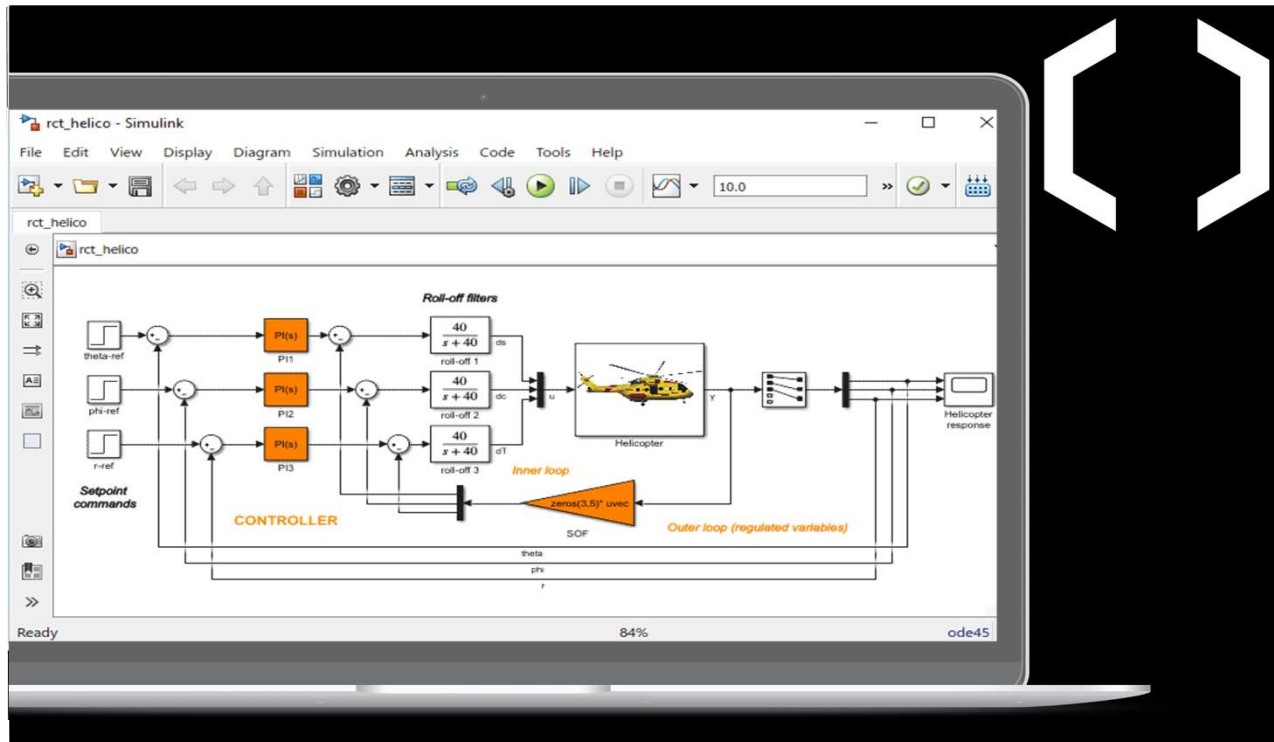 rct_helico - Simulink
File Edit View Display Diagram Simulation Analysis Code Tools Help
10.0
»
rct_helico
rct_helico
Roll-off filters
theta-ref
PI(s)
PI1
40
s + 40
roll-off 1
ds
phi-ref
PI(s)
PI2
40
s + 40
roll-off 2
dc
r-ref
PI(s)
PI3
40
s + 40
roll-off 3
dT
u
Helicopter
y
Helicopter
response
Setpoint
commands
CONTROLLER
Inner loop
zeros(3,5)* uvec
SOF
Outer loop (regulated variables)
theta
phi
r
Ready 84% ode45